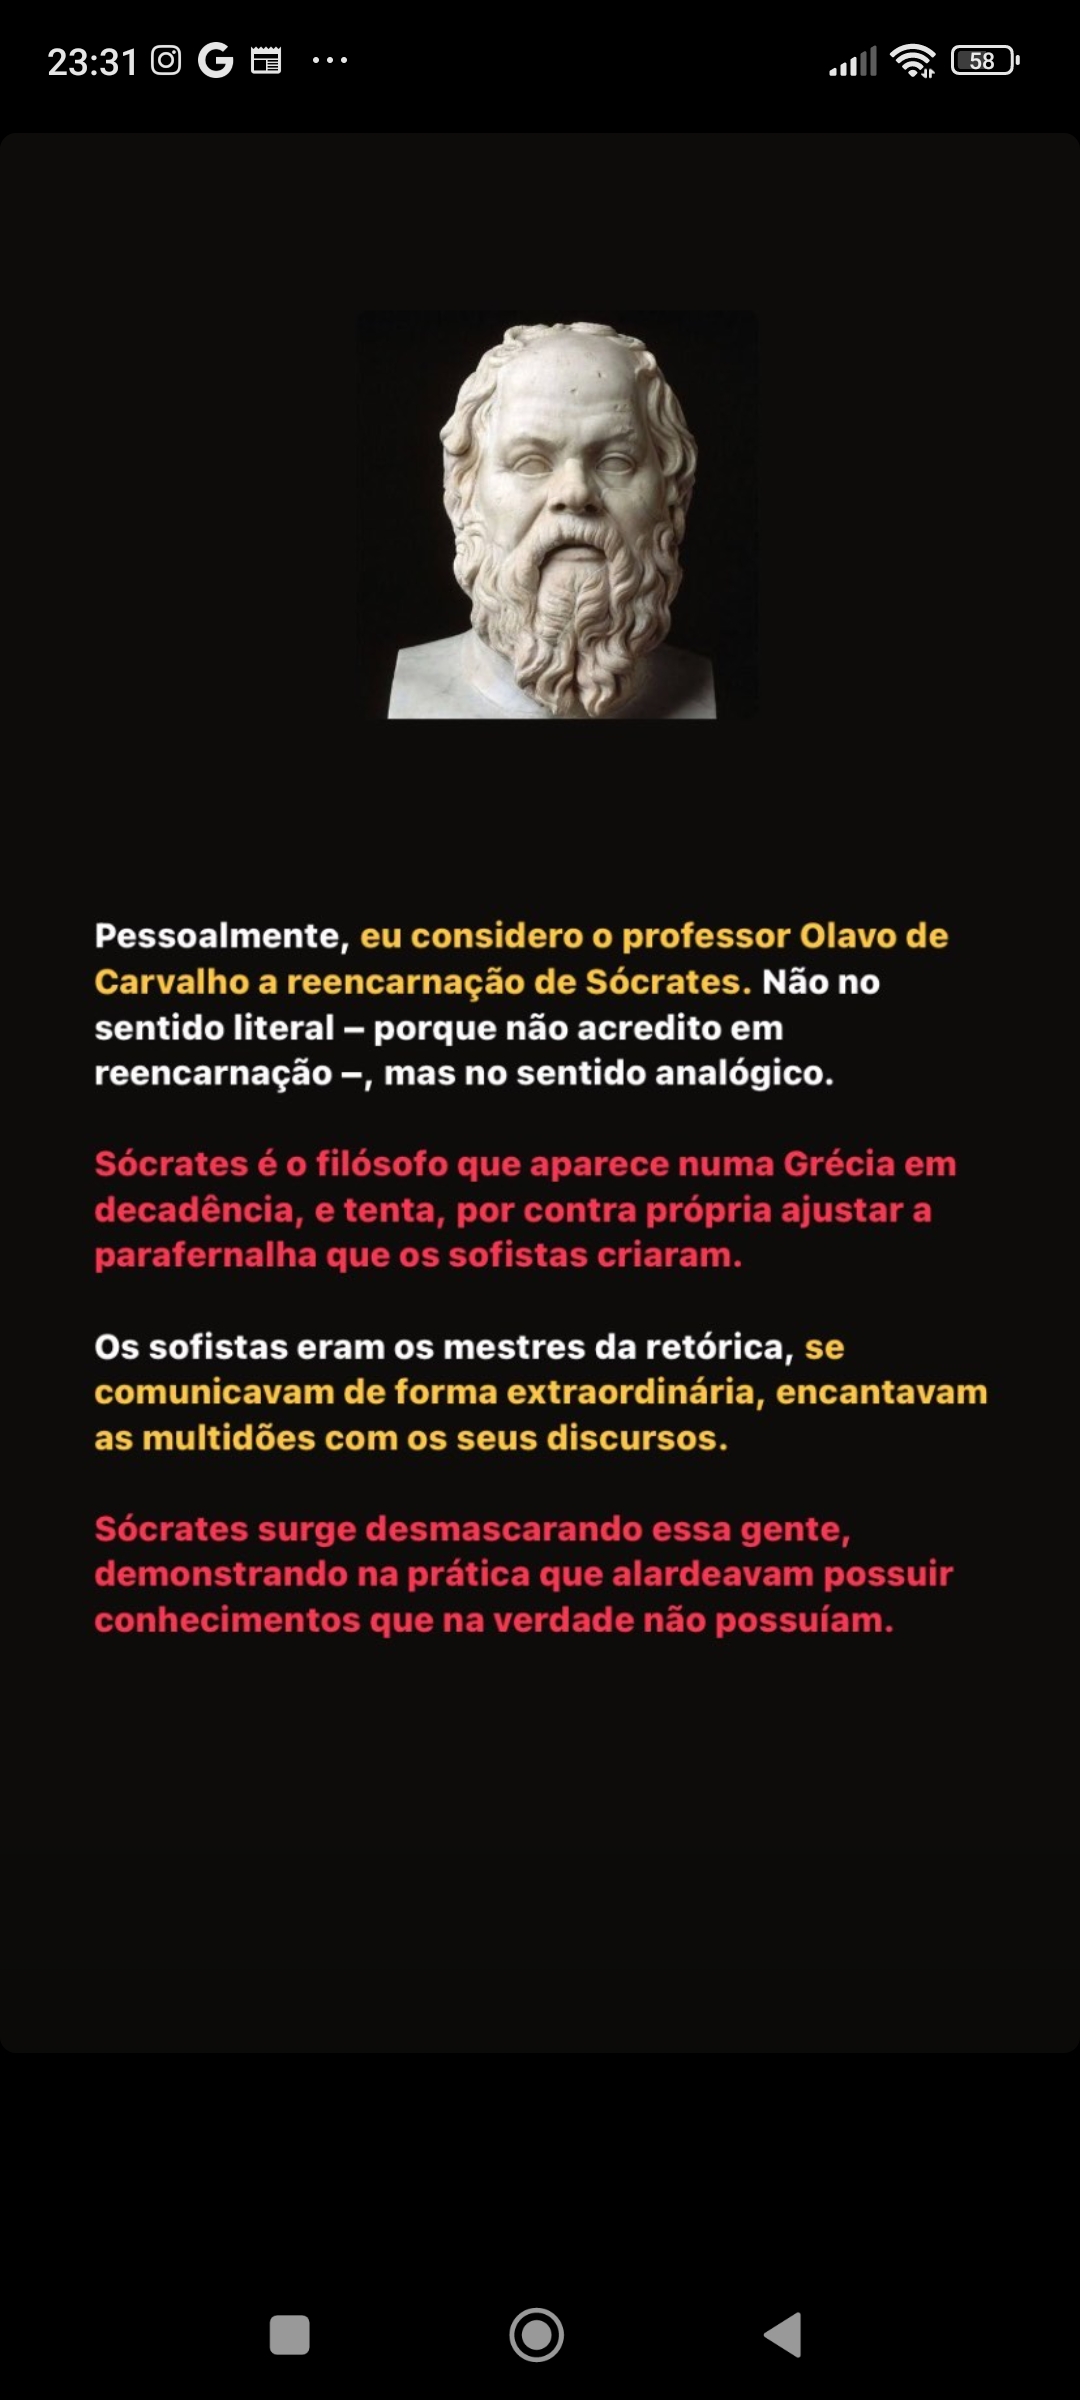 23:31
58
Pessoalmente, eu considero o professor Olavo de
Carvalho a reencarnação de Sócrates. Não no
sentido literal – porque não acredito em
reencarnação –, mas no sentido analógico.
Sócrates é o filósofo que aparece numa Grécia em
decadência, e tenta, por contra própria ajustar a
parafernalha que os sofistas criaram.
Os sofistas eram os mestres da retórica, se
comunicavam de forma extraordinária, encantavam
as multidões com os seus discursos.
Sócrates surge desmascarando essa gente,
demonstrando na prática que alardeavam possuir
conhecimentos que na verdade não possuíam.